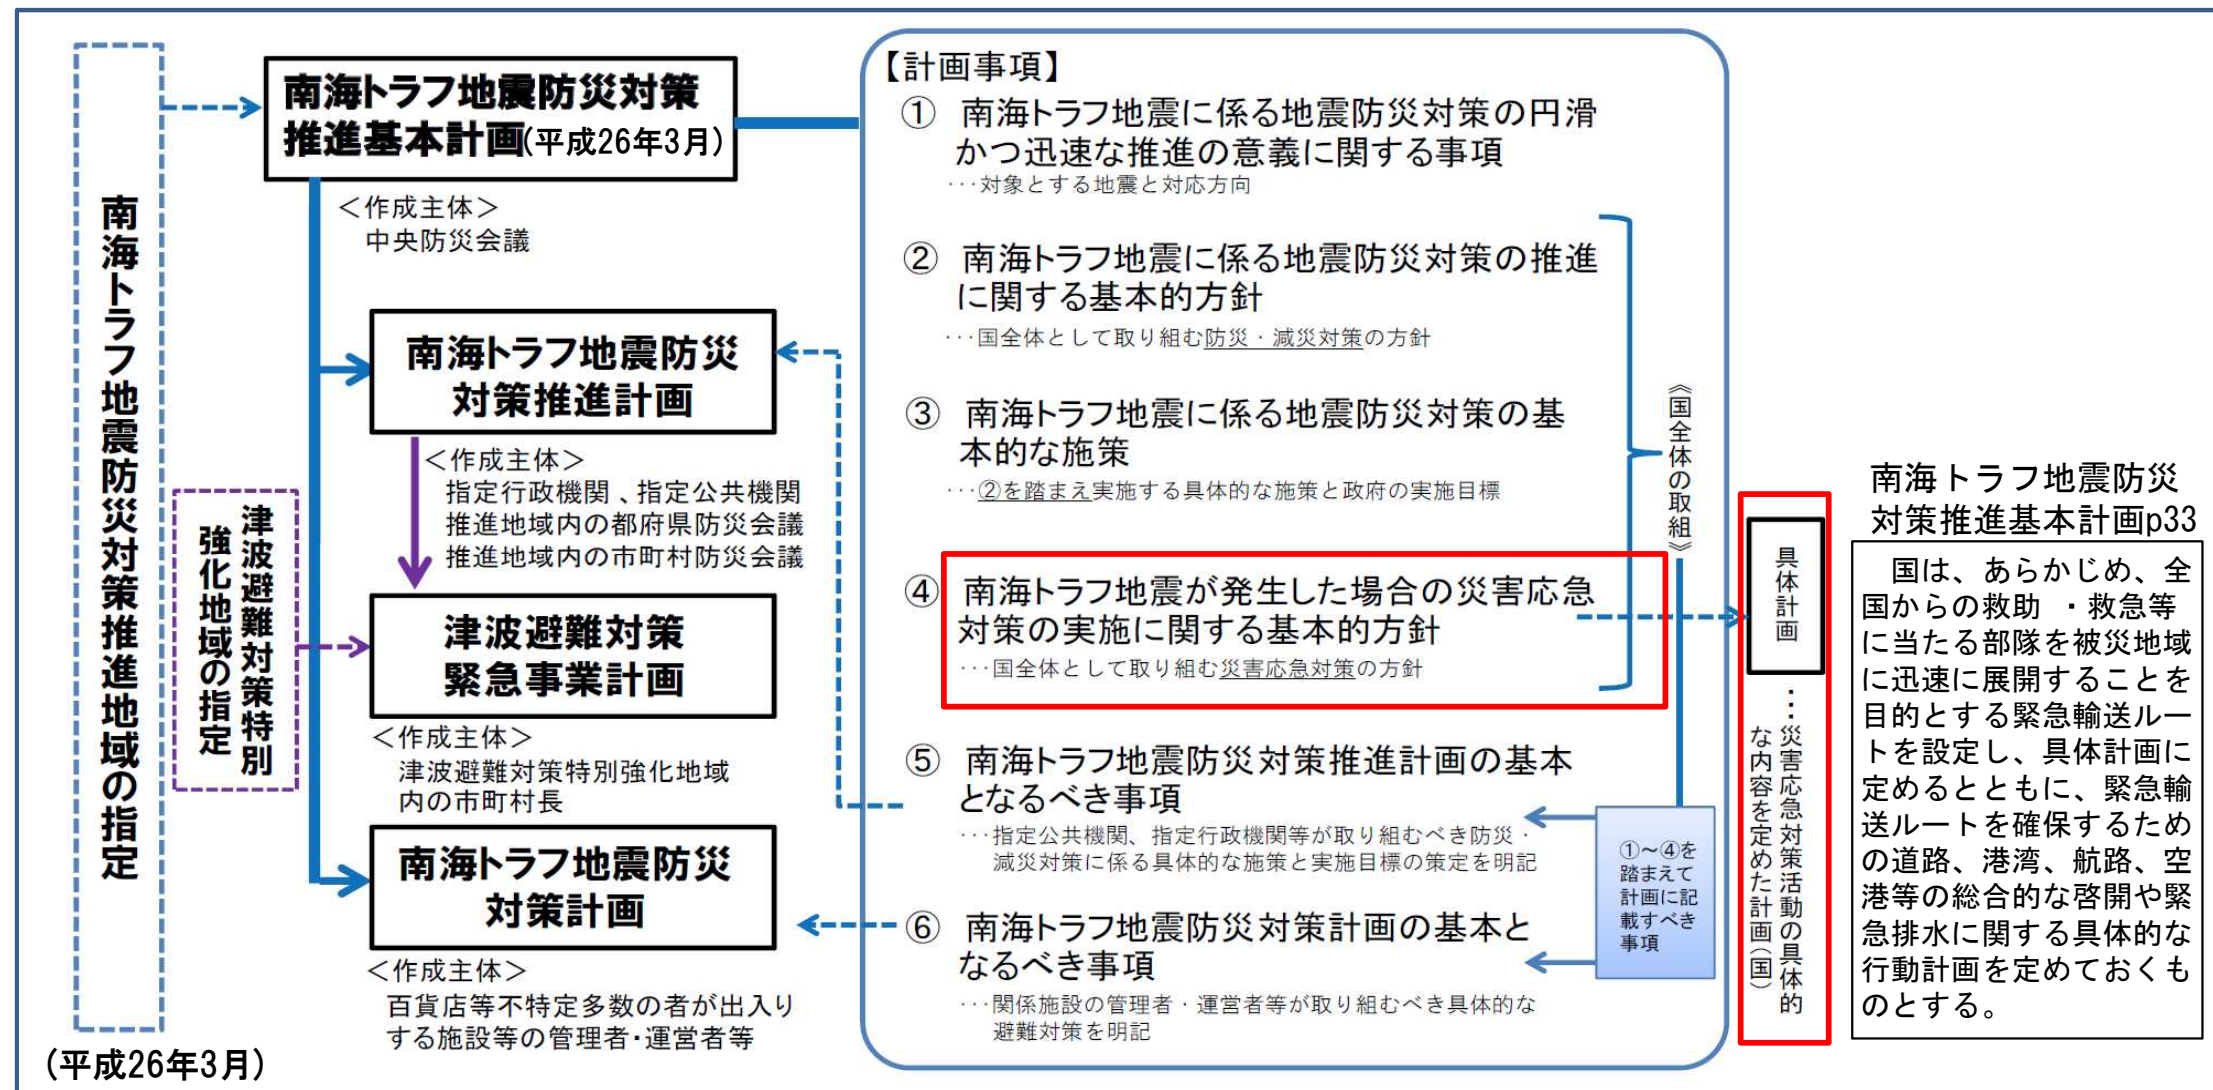 南海トラフ地震防災対策推進地域の指定
(平成26年3月)
津波避難対策特別
強化地域の指定
南海トラフ地震防災対策
推進基本計画(平成26年3月)
＜作成主体＞
中央防災会議
南海トラフ地震防災
対策推進計画
＜作成主体＞
指定行政機関、指定公共機関
推進地域内の都府県防災会議
推進地域内の市町村防災会議
津波避難対策
緊急事業計画
＜作成主体＞
津波避難対策特別強化地域
内の市町村長
南海トラフ地震防災
対策計画
＜作成主体＞
百貨店等不特定多数の者が出入り
する施設等の管理者・運営者等
【計画事項】
① 南海トラフ地震に係る地震防災対策の円滑
かつ迅速な推進の意義に関する事項
･･･対象とする地震と対応方向
② 南海トラフ地震に係る地震防災対策の推進
に関する基本的方針
･･･国全体として取り組む防災・減災対策の方針
③ 南海トラフ地震に係る地震防災対策の基
本的な施策
･･･②を踏まえ実施する具体的な施策と政府の実施目標
④ 南海トラフ地震が発生した場合の災害応急
対策の実施に関する基本的方針
･･･国全体として取り組む災害応急対策の方針
⑤ 南海トラフ地震防災対策推進計画の基本
となるべき事項
･･･指定公共機関、指定行政機関等が取り組むべき防災・
減災対策に係る具体的な施策と実施目標の策定を明記
⑥ 南海トラフ地震防災対策計画の基本と
なるべき事項
･･･関係施設の管理者・運営者等が取り組むべき具体的な
避難対策を明記
《国全体の取組》
①～④を
踏まえて
計画に記
載すべき
事項
具体計画
･･･災害応急対策活動の具体的
な内容を定めた計画(国)
南海トラフ地震防災
対策推進基本計画p33
国は、あらかじめ、全
国からの救助 ・救急等
に当たる部隊を被災地域
に迅速に展開することを
目的とする緊急輸送ルー
トを設定し、具体計画に
定めるとともに、緊急輸
送ルートを確保するため
の道路、港湾、航路、空
港等の総合的な啓開や緊
急排水に関する具体的な
行動計画を定めておくも
のとする。